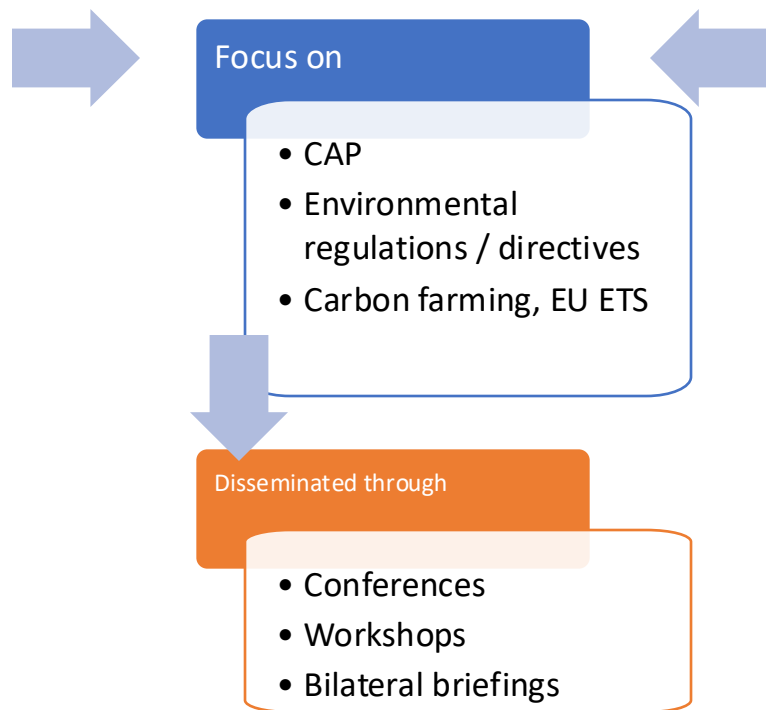 Focus on
• CAP
• Environmental
regulations / directives
• Carbon farming, EU ETS
Disseminated through
• Conferences
• Workshops
• Bilateral briefings